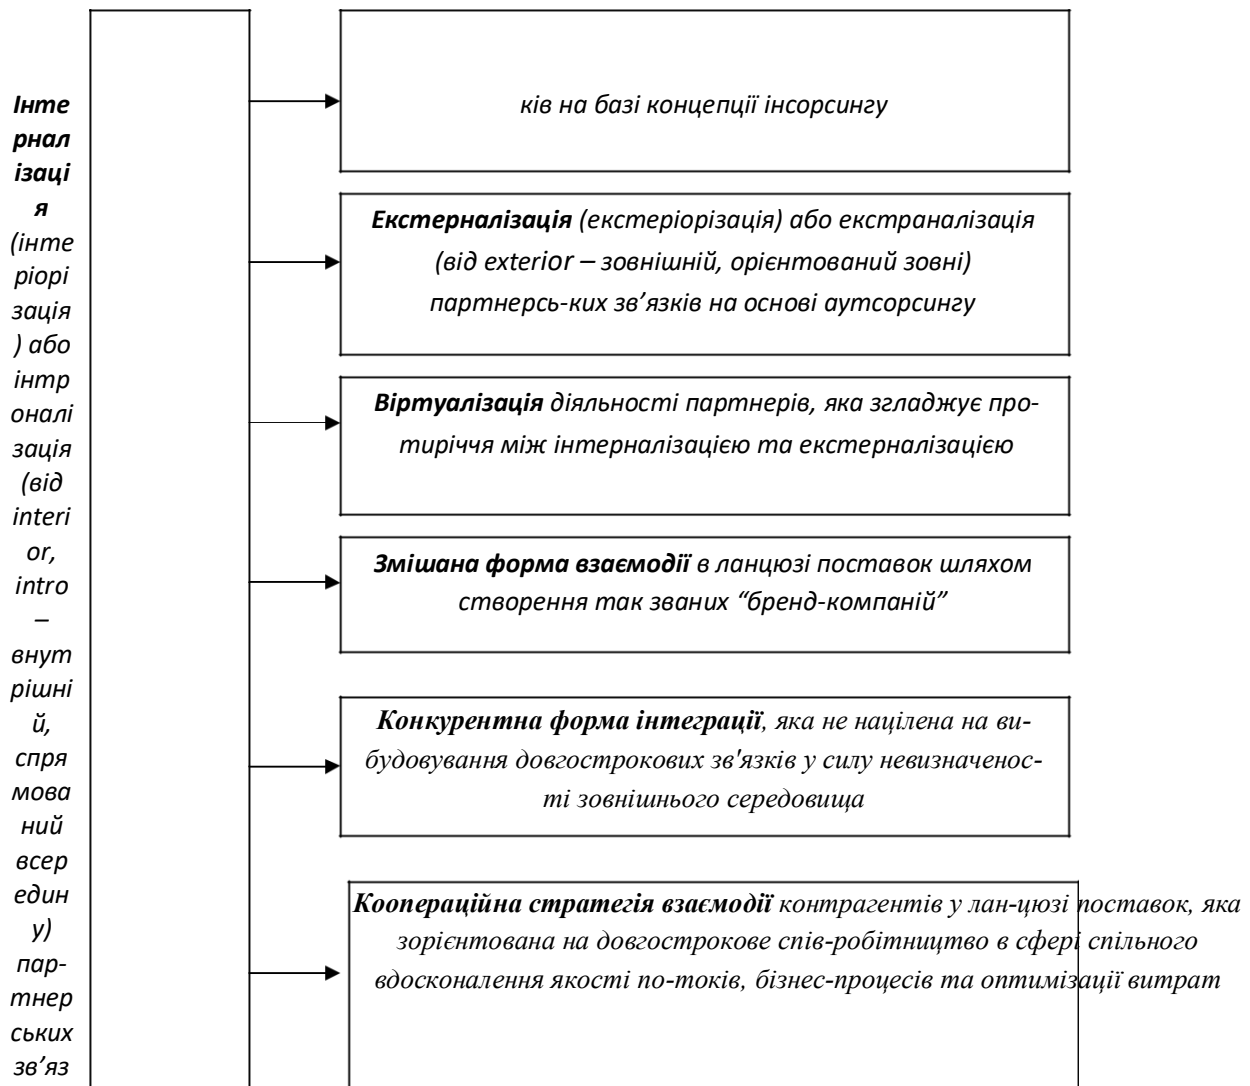 Інте
рнал
ізаці
я
(інте
ріорі
зація
) або
інтр
оналі
зація
(від
interi
or,
intro
–
внут
рішні
й,
спря
мова
ний
всер
един
у)
пар-
тнер
ських
зв’яз
ків на базі концепції інсорсингу
Екстерналізація (екстеріорізація) або екстраналізація
(від exterior – зовнішній, орієнтований зовні)
партнерсь-ких зв’язків на основі аутсорсингу
Віртуалізація діяльності партнерів, яка згладжує про-
тиріччя між інтерналізацією та екстерналізацією
Змішана форма взаємодії в ланцюзі поставок шляхом
створення так званих “бренд-компаній”
Конкурентна форма інтеграції, яка не націлена на ви-
будовування довгострокових зв'язків у силу невизначенос-
ті зовнішнього середовища
Коопераційна стратегія взаємодії контрагентів у лан-цюзі поставок, яка
зорієнтована на довгострокове спів-робітництво в сфері спільного
вдосконалення якості по-токів, бізнес-процесів та оптимізації витрат